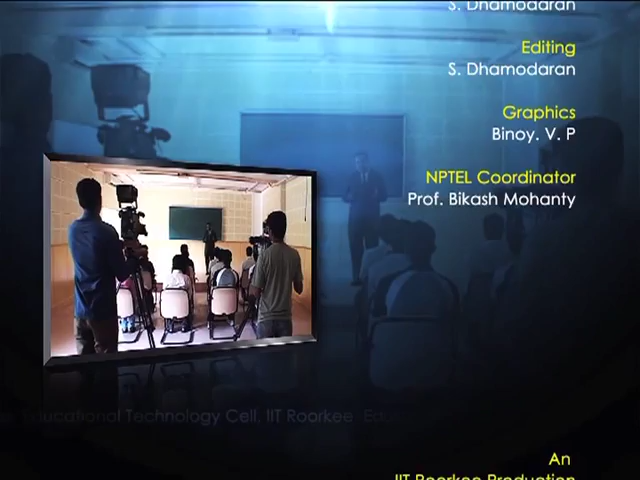 S. Dhamodaran
Editing
S. Dhamodaran
Graphics
Binoy. V. P
NPTEL Coordinator
Prof. Bikash Mohanty
Educational Technology Cell, IIT Roorkee
An
IIT Roorkee Production